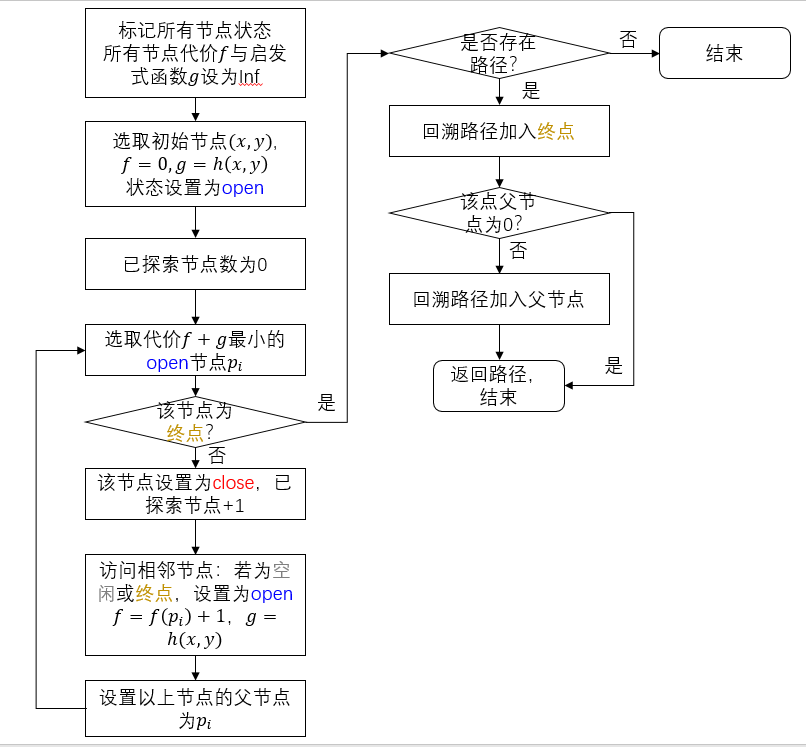 标记所有节点状态
所有节点代价f与启发
式函数g设为Inf
选取初始节点(x, y),
f = 0, g = h(x, y)
状态设置为open
已探索节点数为0
选取代价f + g最小的
open节点pᵢ
该节点为
终点?
是
否
该节点设置为close，已
探索节点+1
访问相邻节点：若为空
闲或终点，设置为open
f = f(pᵢ) + 1， g =
h(x, y)
设置以上节点的父节点
为pᵢ
是否存在
路径?
否
结束
是
回溯路径加入终点
该点父节
点为0?
否
回溯路径加入父节点
是
返回路径，
结束